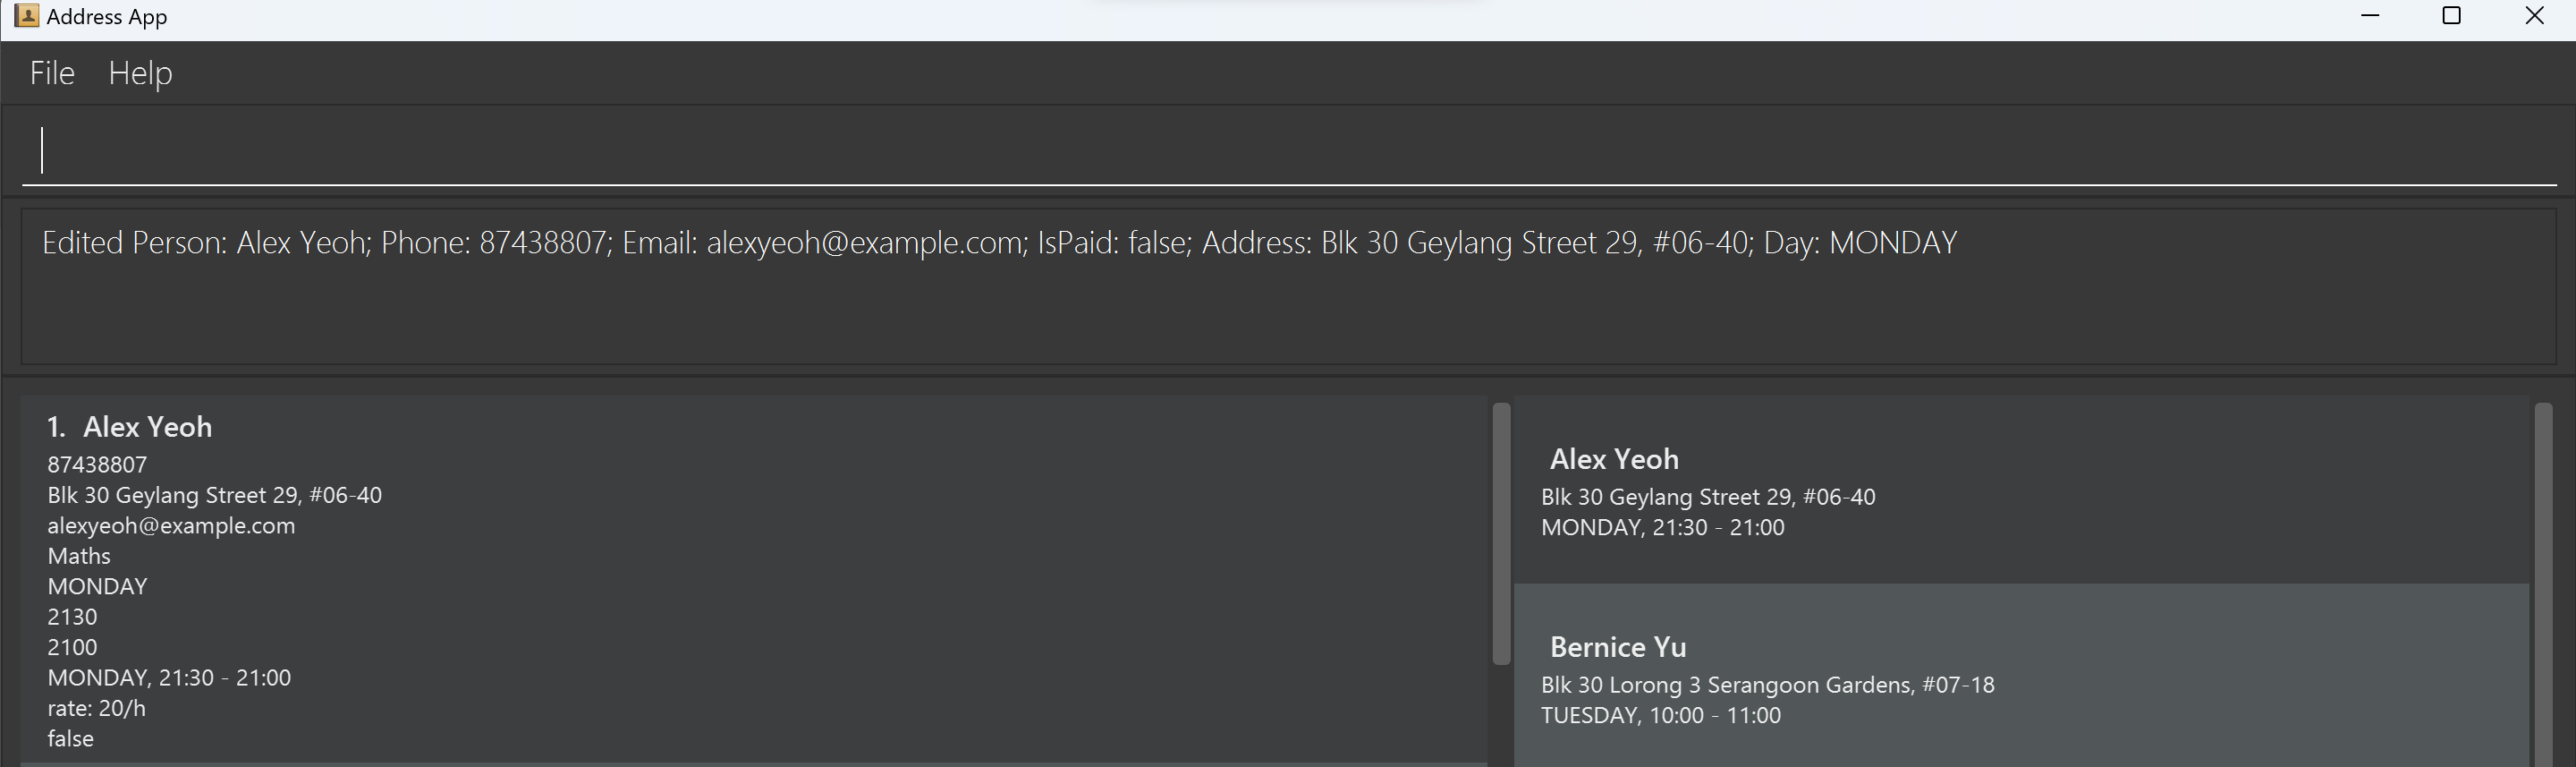 Address App
File Help
Edited Person: Alex Yeoh; Phone: 87438807; Email: alexyeoh@example.com; IsPaid: false; Address: Blk 30 Geylang Street 29, #06-40; Day: MONDAY
1. Alex Yeoh
87438807
Blk 30 Geylang Street 29, #06-40
alexyeoh@example.com
Maths
MONDAY
2130
2100
MONDAY, 21:30 - 21:00
rate: 20/h
false
Alex Yeoh
Blk 30 Geylang Street 29, #06-40
MONDAY, 21:30 - 21:00
Bernice Yu
Blk 30 Lorong 3 Serangoon Gardens, #07-18
TUESDAY, 10:00 - 11:00